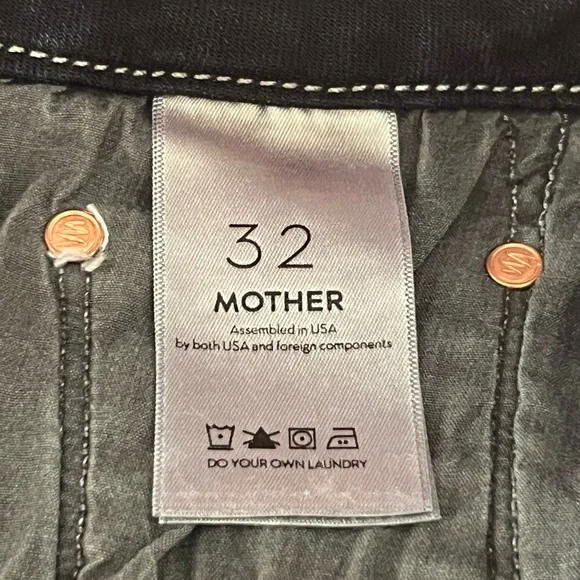 32
MOTHER
Assembled in USA
by both USA and foreign components
DO YOUR OWN LAUNDRY